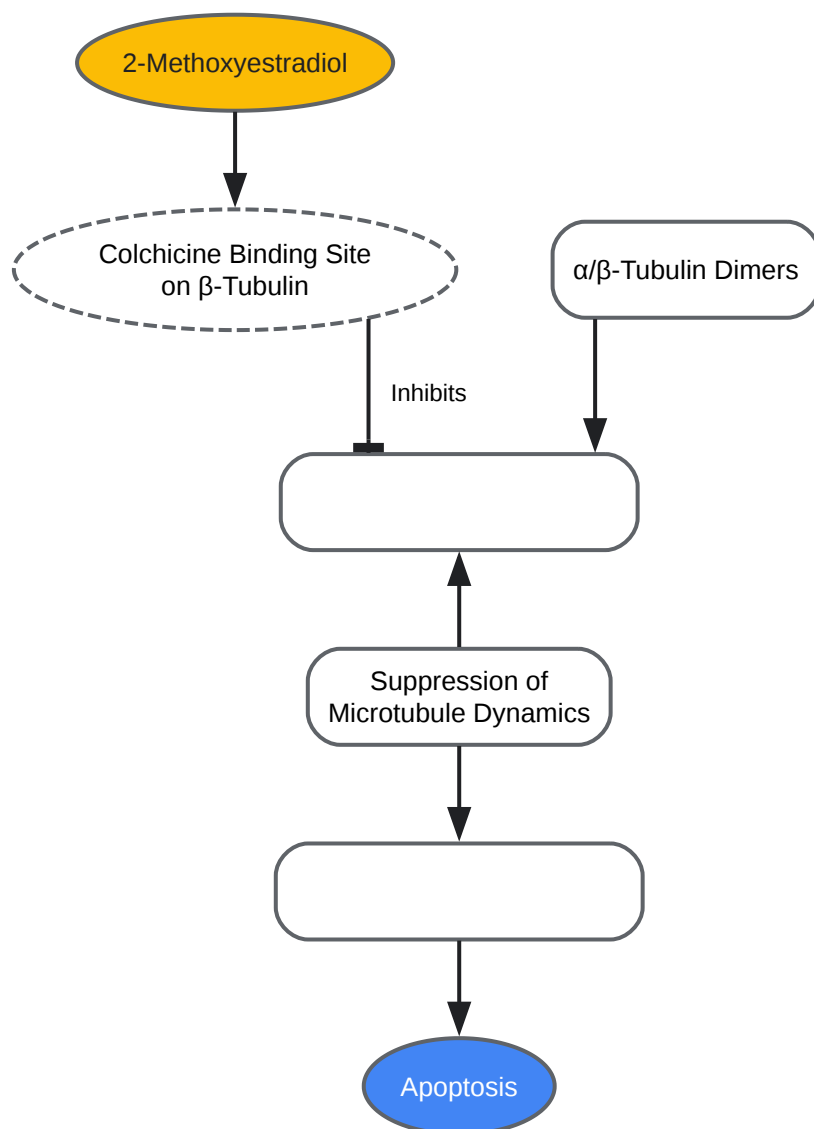 2-Methoxyestradiol
Colchicine Binding Site
on β-Tubulin
α/β-Tubulin Dimers
Inhibits
Suppression of
Microtubule Dynamics
Apoptosis